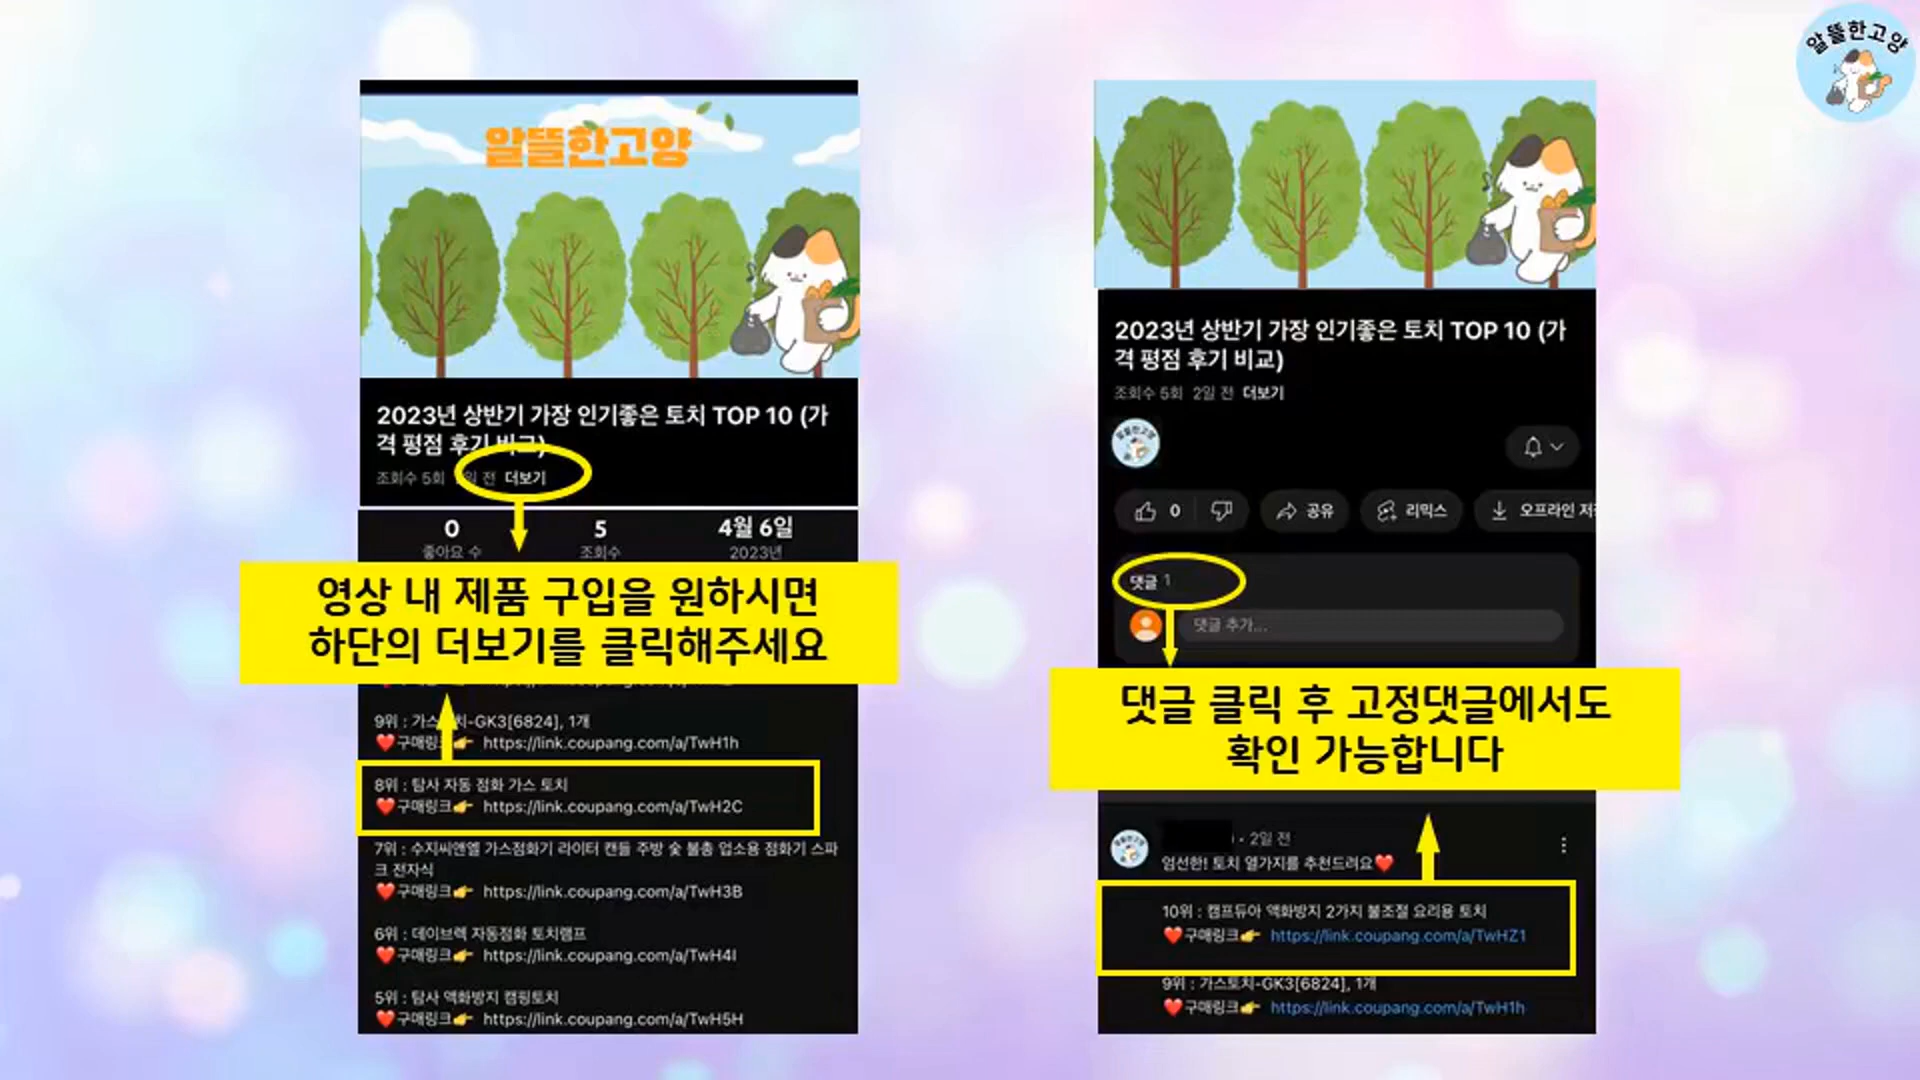 알뜰한고양
알뜰한고양
2023년 상반기 가장 인기좋은 토치 TOP 10 (가
격 평점 후기 비교)
조회수 5회 일 전 더보기
0
좋아요 수
5
조회수
4월 6일
2023년
영상 내 제품 구입을 원하시면
하단의 더보기를 클릭해주세요
9위 : 가스토치-GK3[6824], 1개
❤️구매링크👉 https://link.coupang.com/a/TwH1h
8위 : 탐사 자동 점화 가스 토치
❤️구매링크👉 https://link.coupang.com/a/TwH2C
7위 : 수지씨앤엘 가스점화기 라이터 캔들 주방 숯 불총 업소용 점화기 스파
크 전자식
❤️구매링크👉 https://link.coupang.com/a/TwH3B
6위 : 데이브렉 자동점화 토치램프
❤️구매링크👉 https://link.coupang.com/a/TwH4I
5위 : 탐사 액화방지 캠핑토치
❤️구매링크👉 https://link.coupang.com/a/TwH5H
2023년 상반기 가장 인기좋은 토치 TOP 10 (가
격 평점 후기 비교)
조회수 5회 2일 전 더보기
알뜰한고양
0
공유
리믹스
오프라인 저
댓글 1
댓글 추가...
댓글 클릭 후 고정댓글에서도
확인 가능합니다
• 2일 전
엄선한! 토치 열가지를 추천드려요❤️
10위 : 캠프듀아 액화방지 2가지 불조절 요리용 토치
❤️구매링크👉 https://link.coupang.com/a/TwHZ1
9위 : 가스토치-GK3[6824], 1개
❤️구매링크👉 https://link.coupang.com/a/TwH1h